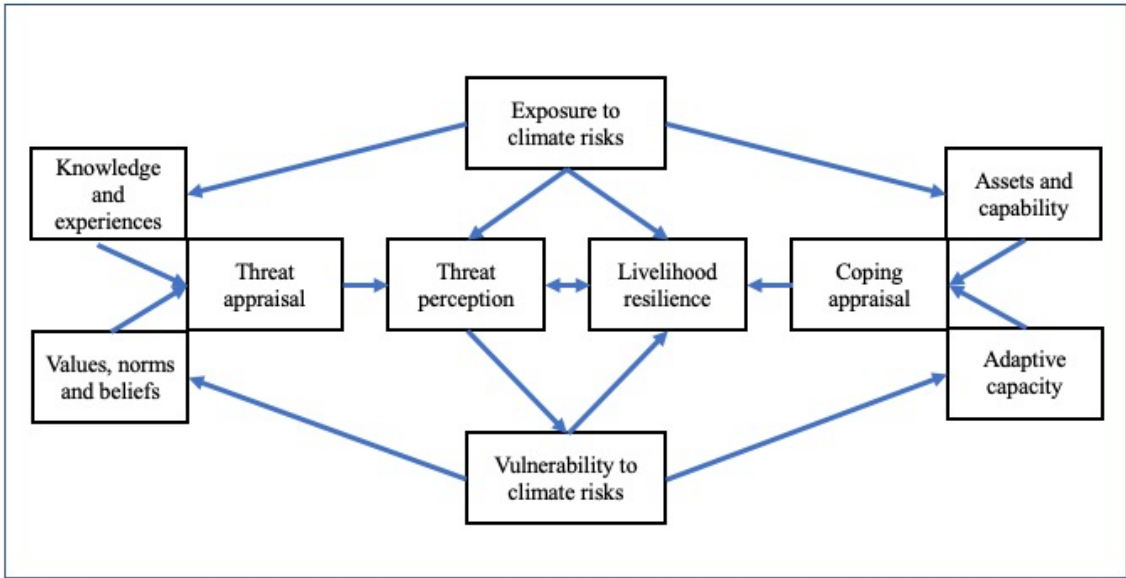 Exposure to
climate risks
Knowledge
and
experiences
Assets and
capability
Threat
appraisal
Threat
perception
Livelihood
resilience
Coping
appraisal
Values, norms
and beliefs
Adaptive
capacity
Vulnerability to
climate risks